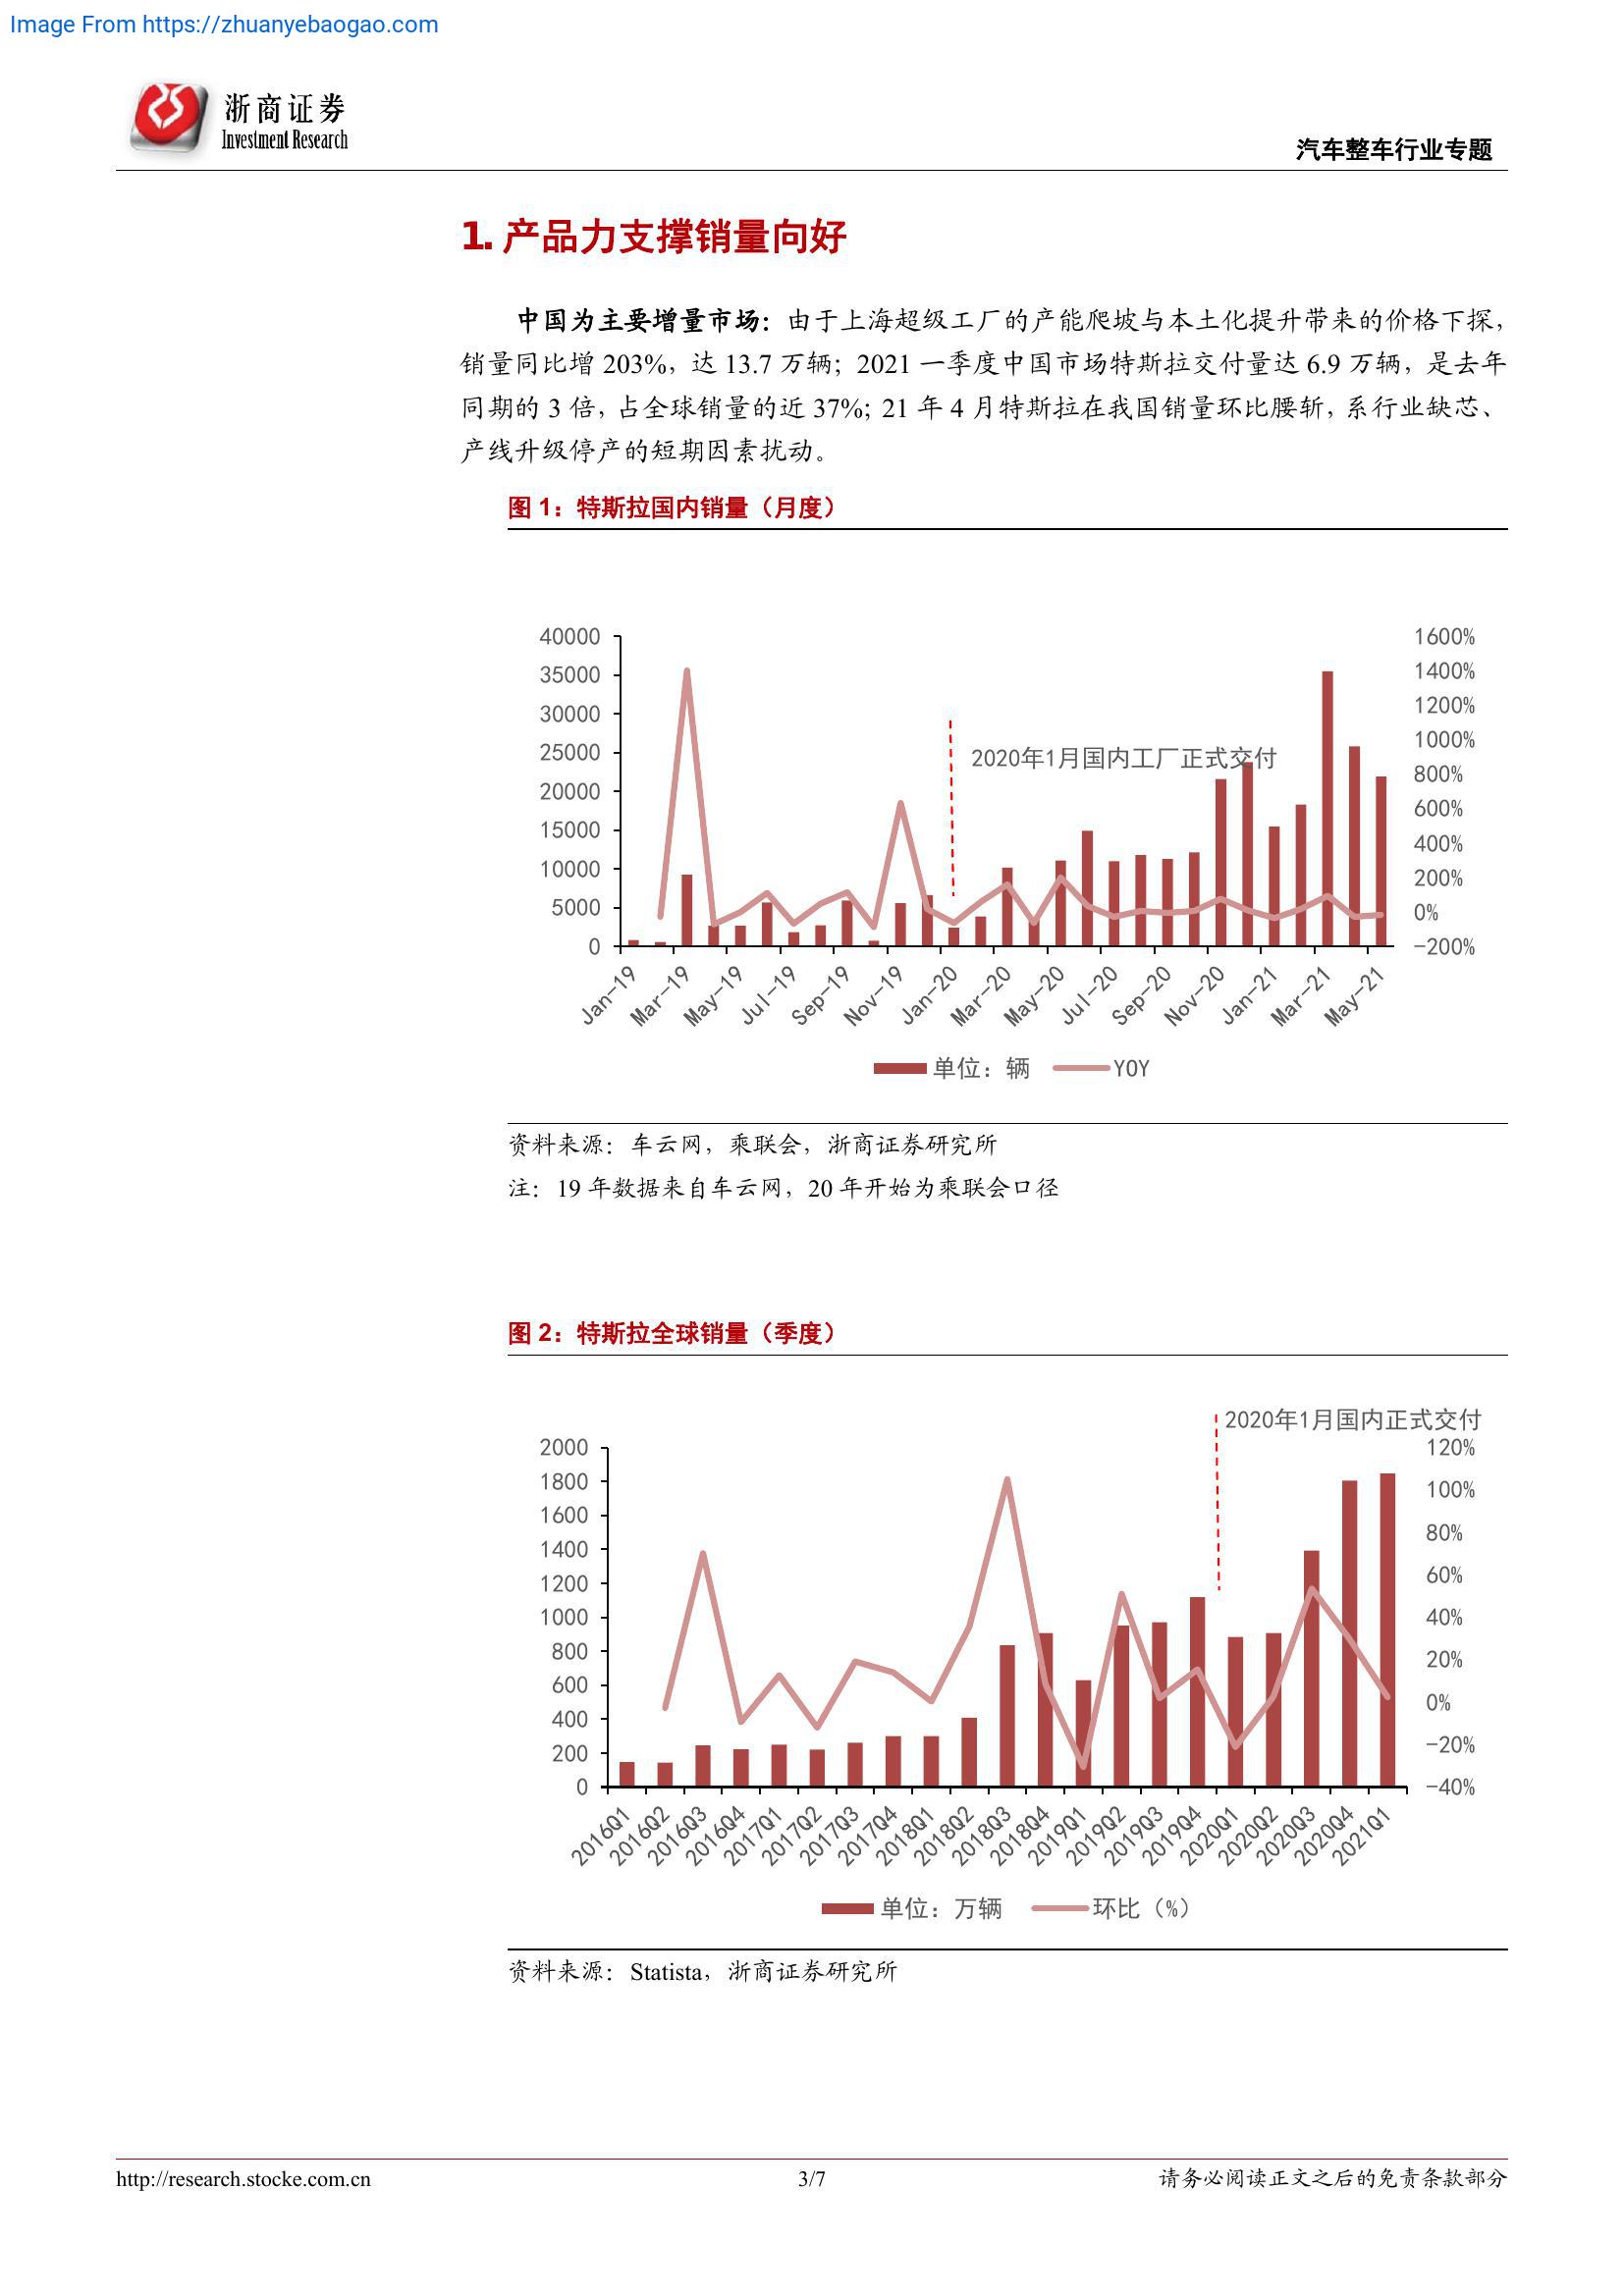 Image From https://zhuanyebaogao.com
浙商证券
Investment Research
汽车整车行业专题
1. 产品力支撑销量向好
中国为主要增量市场：由于上海超级工厂的产能爬坡与本土化提升带来的价格下探，
销量同比增 203%，达 13.7 万辆；2021 一季度中国市场特斯拉交付量达 6.9 万辆，是去年
同期的 3 倍，占全球销量的近 37%；21 年 4 月特斯拉在我国销量环比腰斩，系行业缺芯、
产线升级停产的短期因素扰动。
图 1：特斯拉国内销量（月度）
40000
35000
30000
25000
20000
15000
10000
5000
0
2020年1月国内工厂正式交付
1600%
1400%
1200%
1000%
800%
600%
400%
200%
0%
-200%
Jan-19
Mar-19
May-19
Jul-19
Sep-19
Nov-19
Jan-20
Mar-20
May-20
Jul-20
Sep-20
Nov-20
Jan-21
Mar-21
May-21
单位：辆 YOY
资料来源：车云网，乘联会，浙商证券研究所
注：19 年数据来自车云网，20 年开始为乘联会口径
图 2：特斯拉全球销量（季度）
2020年1月国内正式交付
2000
1800
1600
1400
1200
1000
800
600
400
200
0
120%
100%
80%
60%
40%
20%
0%
-20%
-40%
2016Q1
2016Q2
2016Q3
2016Q4
2017Q1
2017Q2
2017Q3
2017Q4
2018Q1
2018Q2
2018Q3
2018Q4
2019Q1
2019Q2
2019Q3
2019Q4
2020Q1
2020Q2
2020Q3
2020Q4
2021Q1
单位：万辆 环比（%）
资料来源：Statista，浙商证券研究所
http://research.stocke.com.cn 3/7 请务必阅读正文之后的免责条款部分